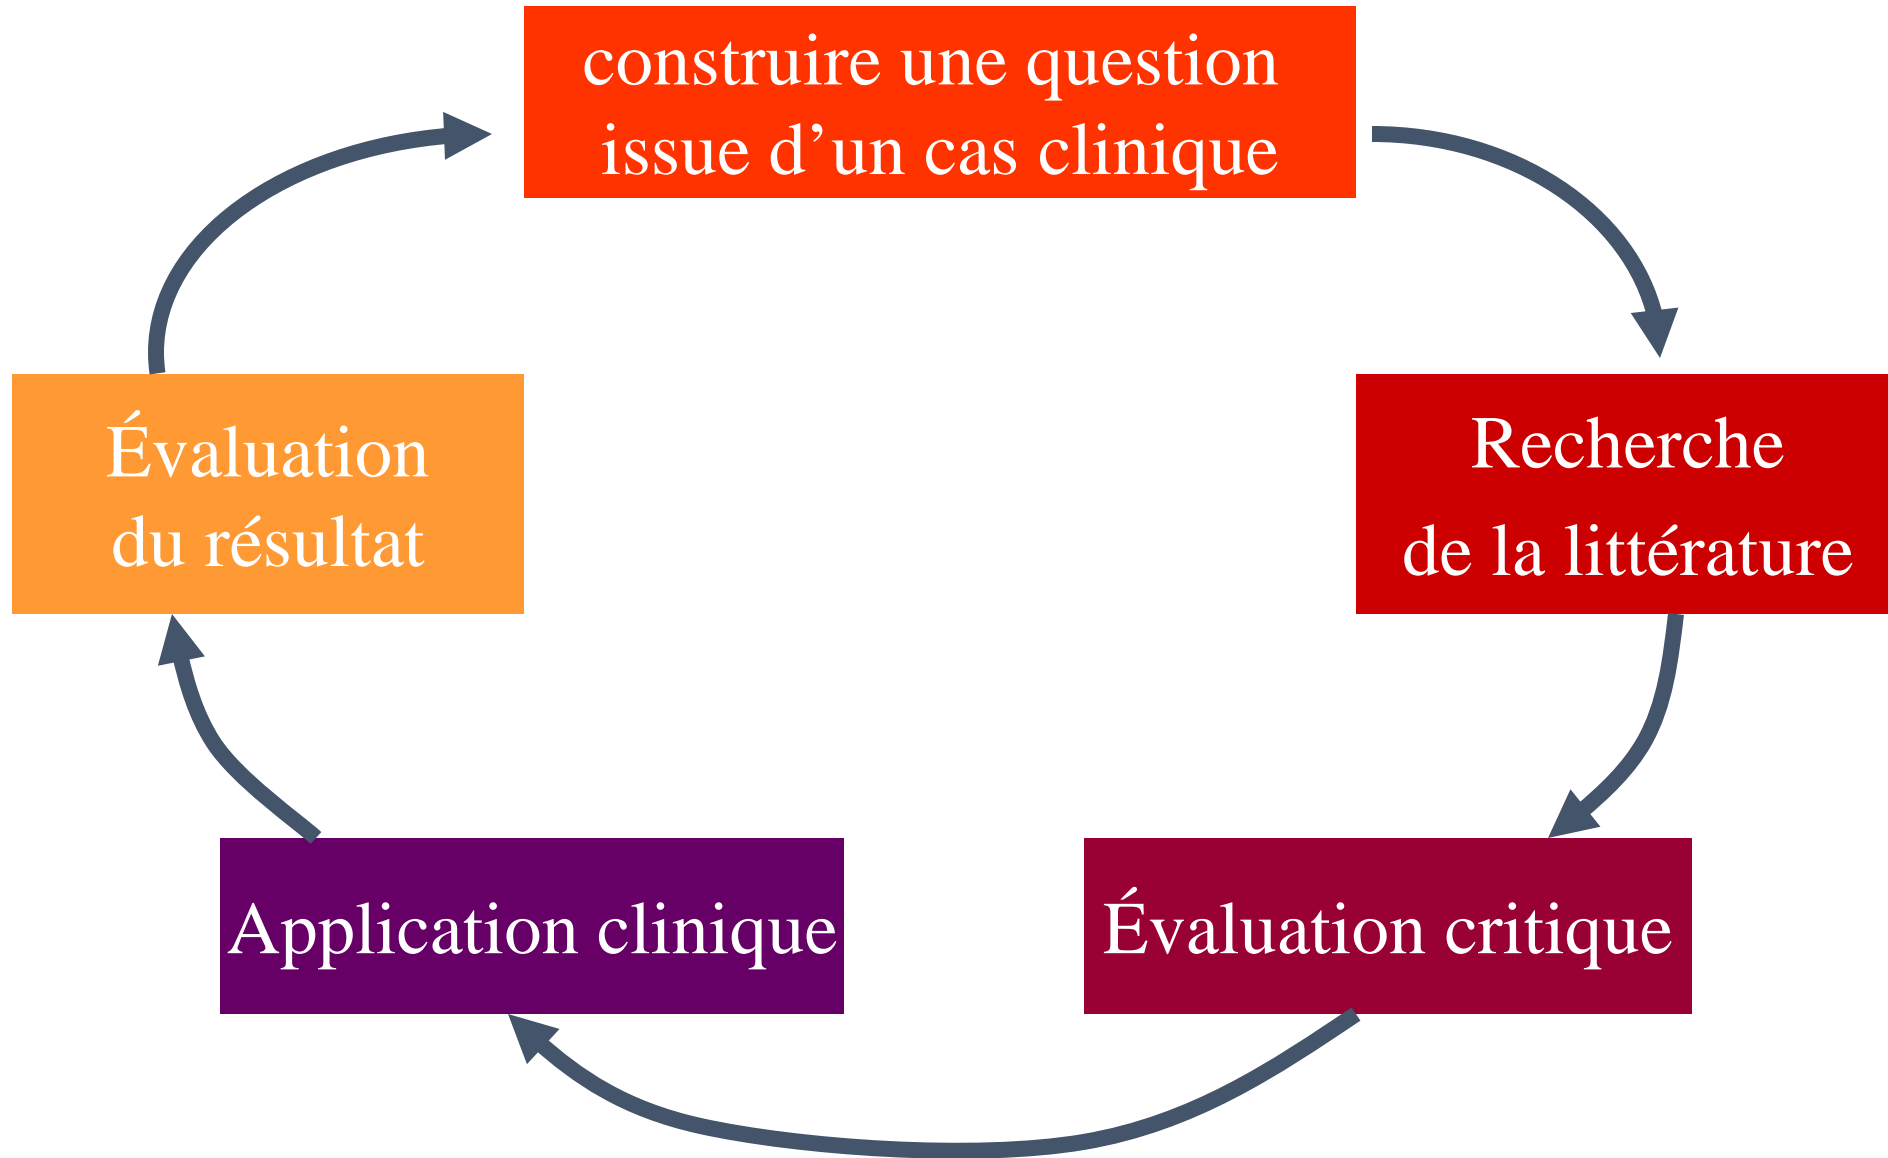 construire une question
issue d’un cas clinique
Recherche
de la littérature
Évaluation critique
Application clinique
Évaluation
du résultat